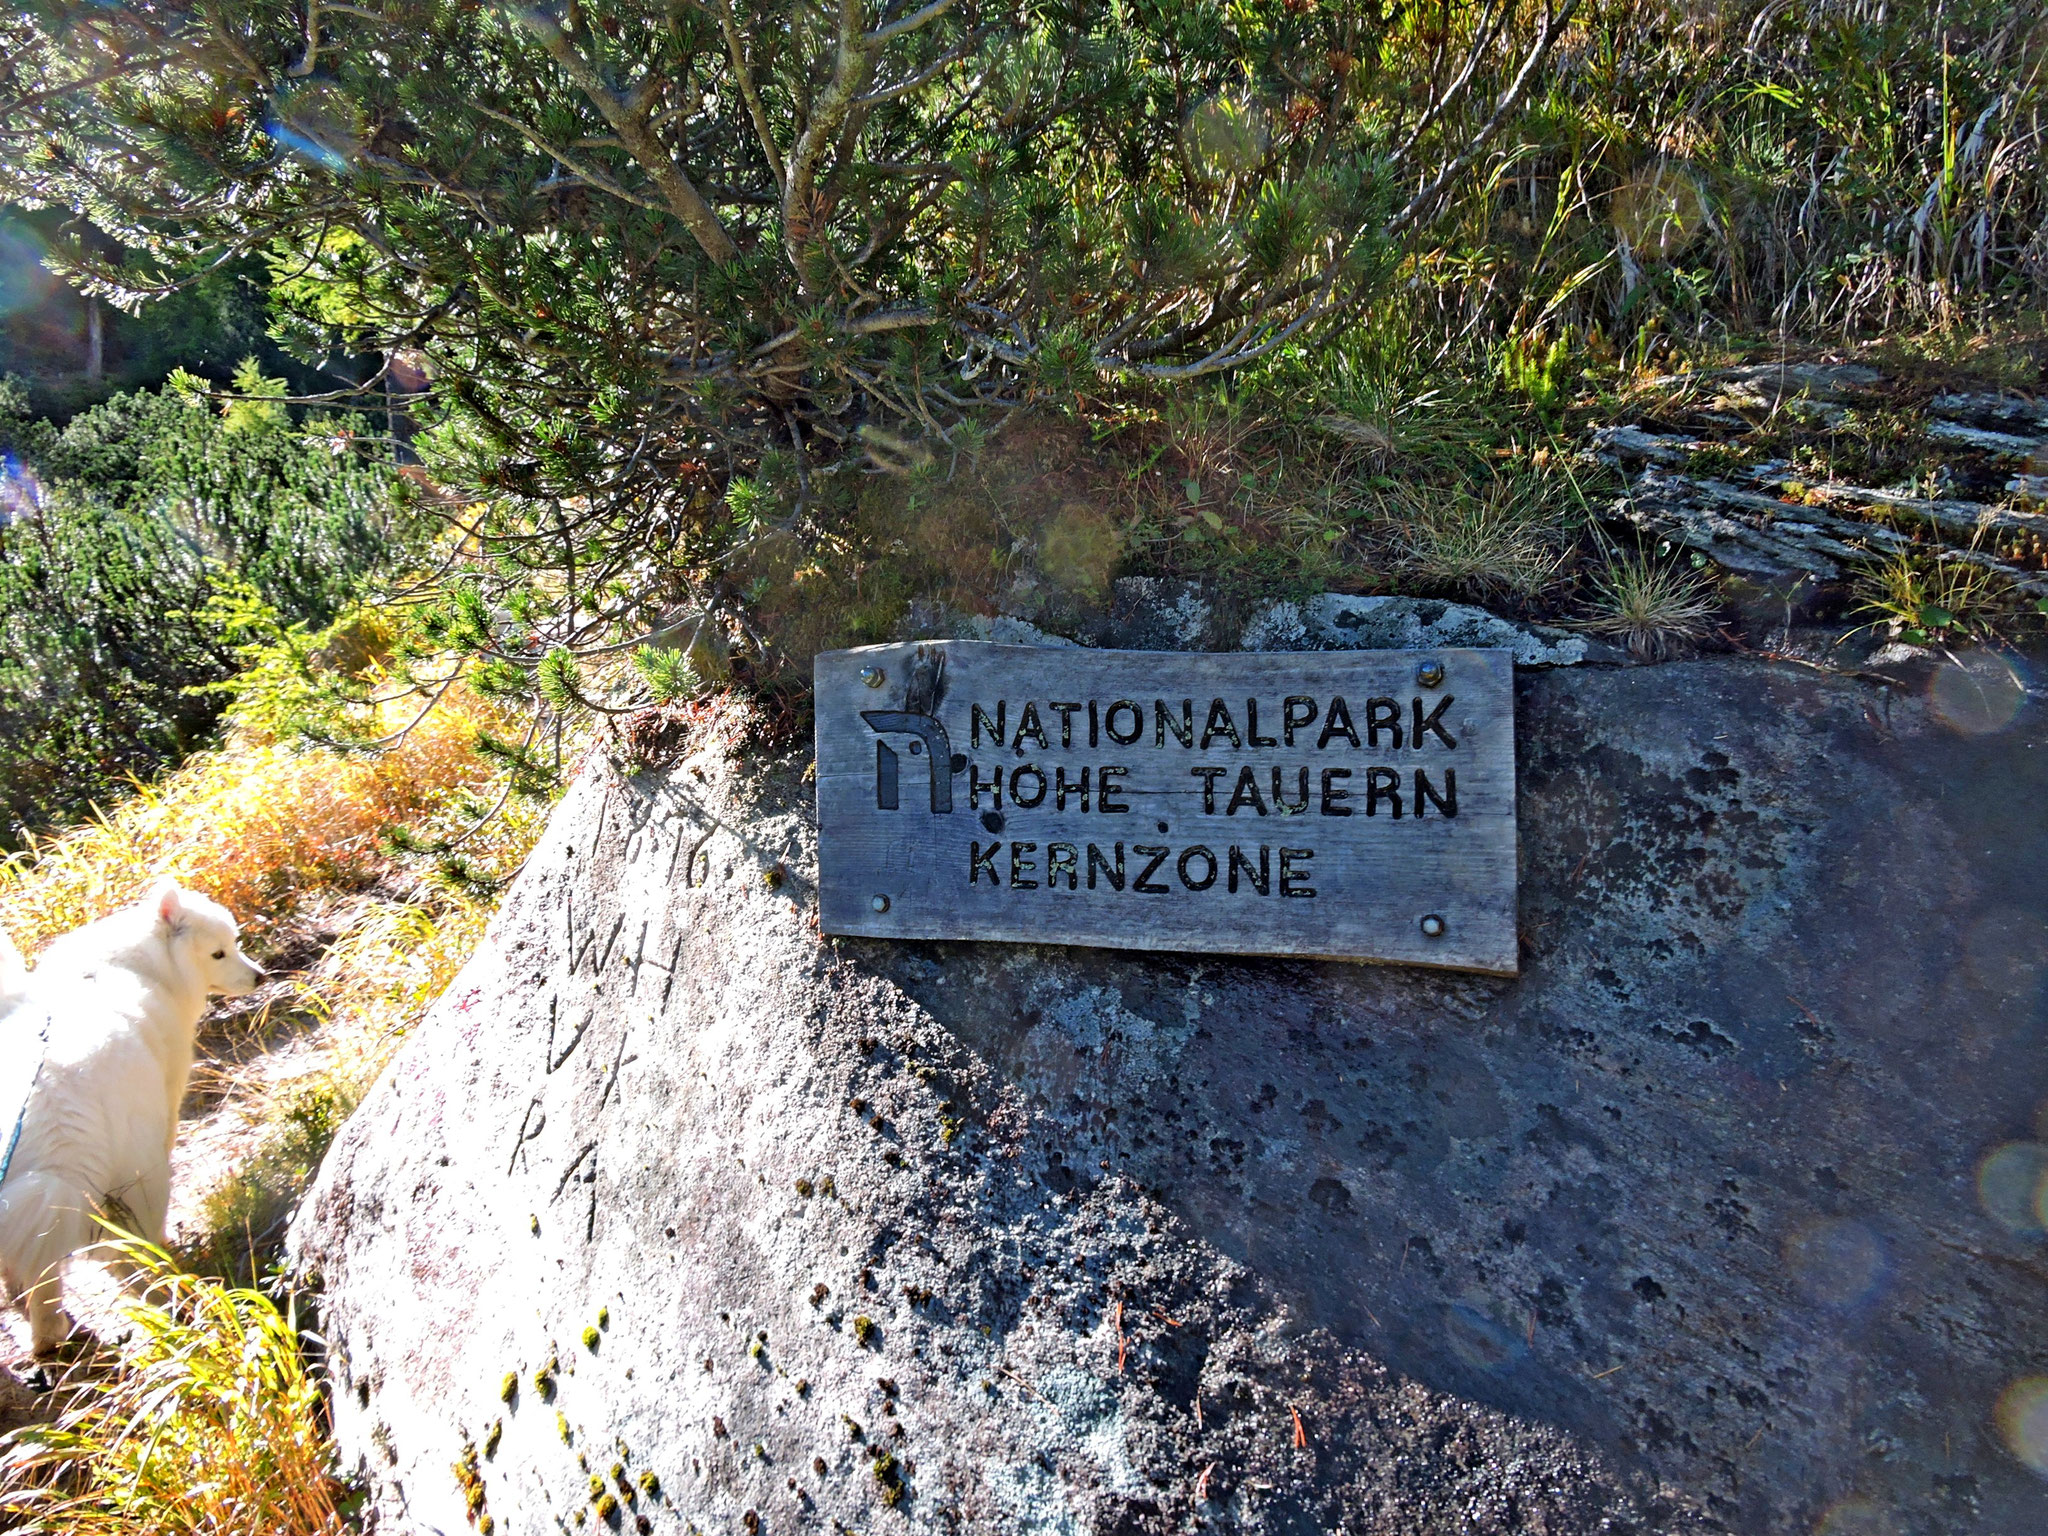 NATIONALPARK
HOHE TAUERN
KERNZONE
W H
V K
R A